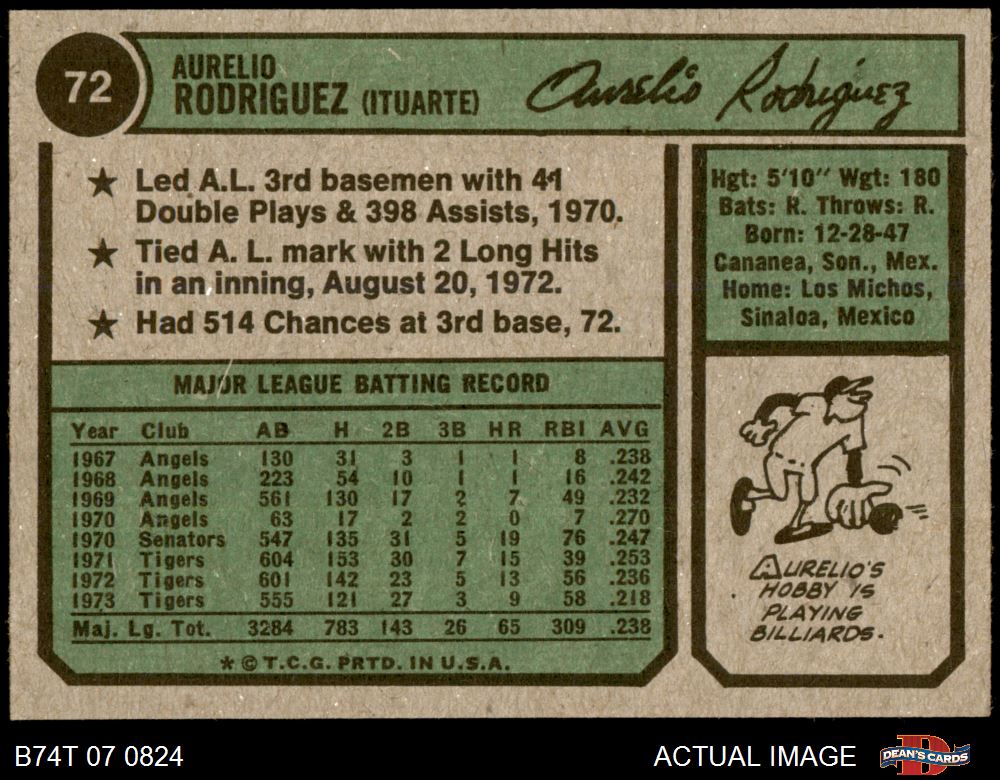 72
AURELIO
RODRIGUEZ (ITUARTE)
Aurelio Rodriguez
★ Led A.L. 3rd basemen with 41
Double Plays & 398 Assists, 1970.
★ Tied A. L. mark with 2 Long Hits
in an inning, August 20, 1972.
★ Had 514 Chances at 3rd base, 72.
Hgt: 5'10" Wgt: 180
Bats: R. Throws: R.
Born: 12-28-47
Cananea, Son., Mex.
Home: Los Michos,
Sinaloa, Mexico
MAJOR LEAGUE BATTING RECORD
Year Club AB H 2B 3B HR RBI AVG
1967 Angels 130 31 3 1 1 8 .238
1968 Angels 223 54 10 1 1 16 .242
1969 Angels 561 130 17 2 7 49 .232
1970 Angels 63 17 2 2 0 7 .270
1970 Senators 547 135 31 5 19 76 .247
1971 Tigers 604 153 30 7 15 39 .253
1972 Tigers 601 142 23 5 13 56 .236
1973 Tigers 555 121 27 3 9 58 .218
Maj. Lg. Tot. 3284 783 143 26 65 309 .238
★ © T.C.G. PRTD. IN U.S.A.
AURELIO'S
HOBBY IS
PLAYING
BILLIARDS.
B74T 07 0824
ACTUAL IMAGE
DEAN'S CARDS